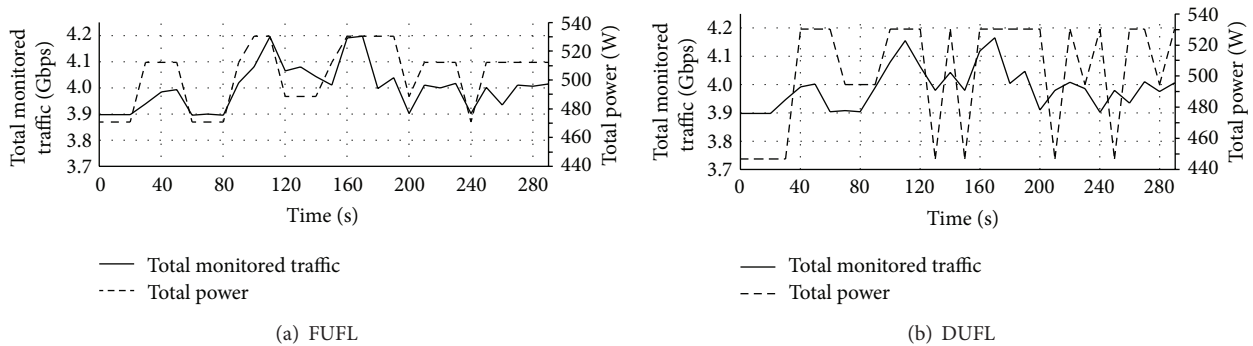 Total monitored
traffic (Gbps)
4.2
4.1
4.0
3.9
3.8
3.7
540
520
500
480
460
440
Total power (W)
0 40 80 120 160 200 240 280
Time (s)
Total monitored traffic
Total power
(a) FUFL
Total monitored
traffic (Gbps)
4.2
4.1
4.0
3.9
3.8
3.7
540
520
500
480
460
440
Total power (W)
0 40 80 120 160 200 240 280
Time (s)
Total monitored traffic
Total power
(b) DUFL